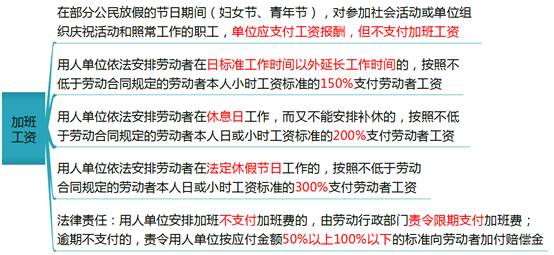 在部分公民放假的节日期间（妇女节、青年节），对参加社会活动或单位组
织庆祝活动和照常工作的职工，单位应支付工资报酬，但不支付加班工资
用人单位依法安排劳动者在日标准工作时间以外延长工作时间的，按照不
低于劳动合同规定的劳动者本人小时工资标准的150%支付劳动者工资
加班
工资
用人单位依法安排劳动者在休息日工作，而又不能安排补休的，按照不低
于劳动合同规定的劳动者本人日或小时工资标准的200%支付劳动者工资
用人单位依法安排劳动者在法定休假节日工作的，按照不低于劳动
合同规定的劳动者本人日或小时工资标准的300%支付劳动者工资
法律责任：用人单位安排加班不支付加班费的，由劳动行政部门责令限期支付加班费；
逾期不支付的，责令用人单位按应付金额50%以上100%以下的标准向劳动者加付赔偿金